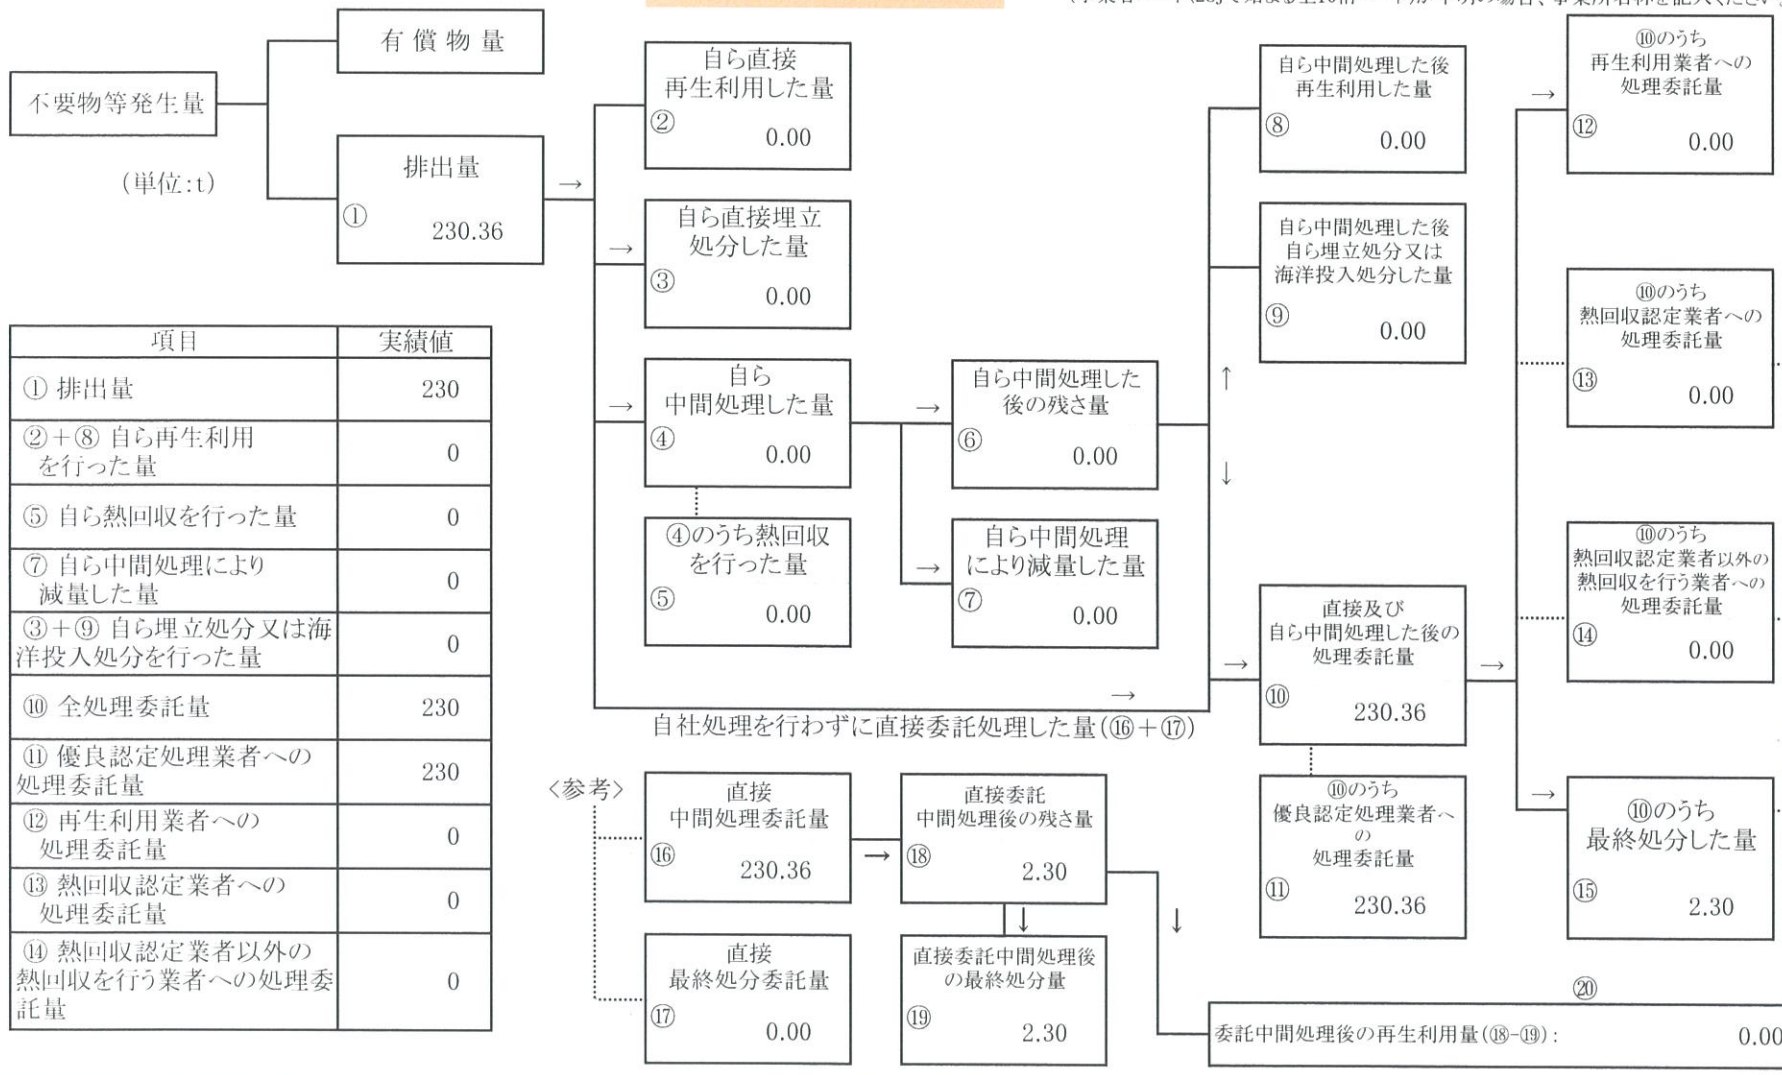 不要物等発生量
(単位:t)
有償物量
排出量
① 230.36
自ら直接
再生利用した量
② 0.00
自ら直接埋立
処分した量
③ 0.00
自ら
中間処理した量
④ 0.00
④のうち熱回収
を行った量
⑤ 0.00
自ら中間処理した
後の残さ量
⑥ 0.00
自ら中間処理
により減量した量
⑦ 0.00
自ら中間処理した後
再生利用した量
⑧ 0.00
自ら中間処理した後
自ら埋立処分又は
海洋投入処分した量
⑨ 0.00
直接及び
自ら中間処理した後の
処理委託量
⑩ 230.36
⑩のうち
優良認定処理業者へ
の
処理委託量
⑪ 230.36
⑩のうち
再生利用業者への
処理委託量
⑫ 0.00
⑩のうち
熱回収認定業者への
処理委託量
⑬ 0.00
⑩のうち
熱回収認定業者以外の
熱回収を行う業者への
処理委託量
⑭ 0.00
⑩のうち
最終処分した量
⑮ 2.30
自社処理を行わずに直接委託処理した量(⑯+⑰)
〈参考〉
直接
中間処理委託量
⑯ 230.36
直接
最終処分委託量
⑰ 0.00
直接委託
中間処理後の残さ量
⑱ 2.30
直接委託中間処理後
の最終処分量
⑲ 2.30
⑳
委託中間処理後の再生利用量(⑱-⑲): 0.00
項目 実績値
① 排出量 230
②+⑧ 自ら再生利用
を行った量 0
⑤ 自ら熱回収を行った量 0
⑦ 自ら中間処理により
減量した量 0
③+⑨ 自ら埋立処分又は海
洋投入処分を行った量 0
⑩ 全処理委託量 230
⑪ 優良認定処理業者への
処理委託量 230
⑫ 再生利用業者への
処理委託量 0
⑬ 熱回収認定業者への
処理委託量 0
⑭ 熱回収認定業者以外の
熱回収を行う業者への処理委
託量 0